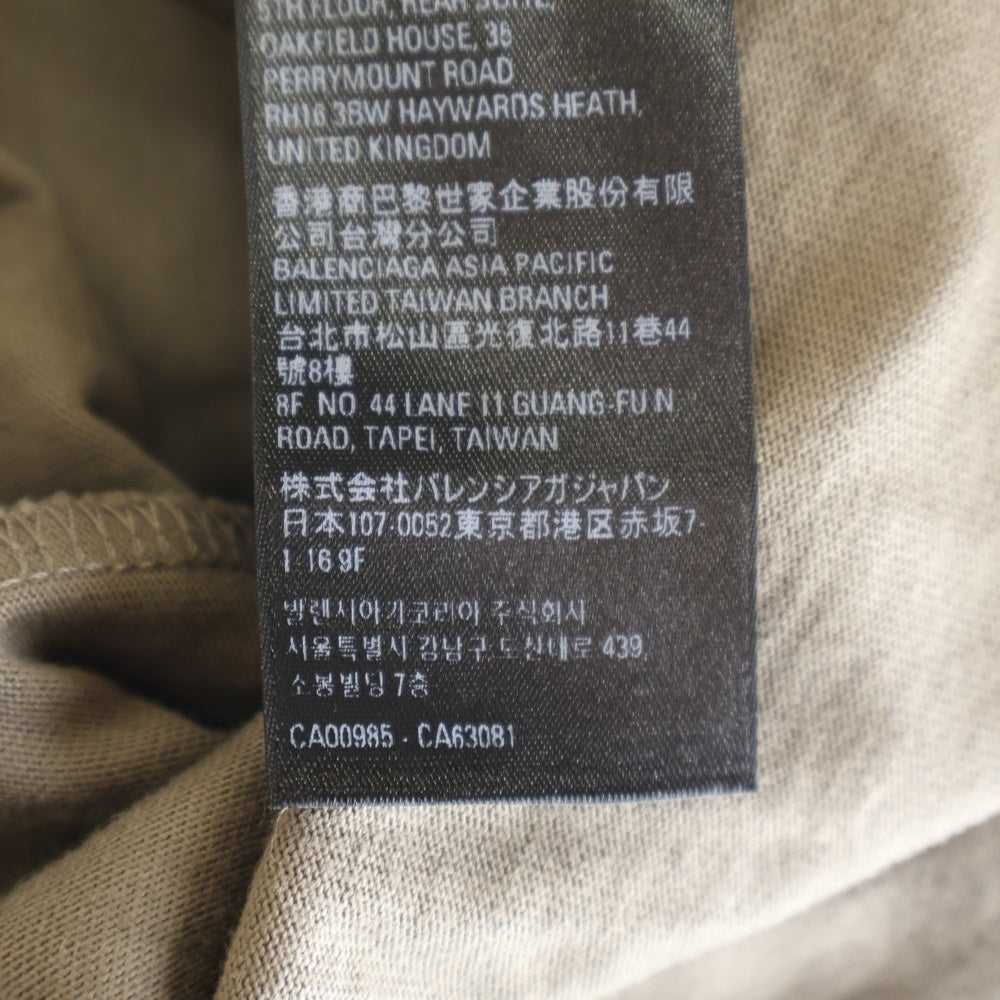 5TH FLOOR, REAR SUITE,
OAKFIELD HOUSE, 35
PERRYMOUNT ROAD
RH16 3BW HAYWARDS HEATH,
UNITED KINGDOM
香港商巴黎世家企業股份有限
公司台灣分公司
BALENCIAGA ASIA PACIFIC
LIMITED TAIWAN BRANCH
台北市松山區光復北路11巷44
號8樓
8F NO 44 LANE 11 GUANG-FU N
ROAD, TAPEI, TAIWAN
株式会社バレンシアガジャパン
日本107-0052東京都港区赤坂7-
1-16 9F
발렌시아가코리아 주식회사
서울특별시 강남구 도산대로 439,
소봉빌딩 7층
CA00985 - CA63081